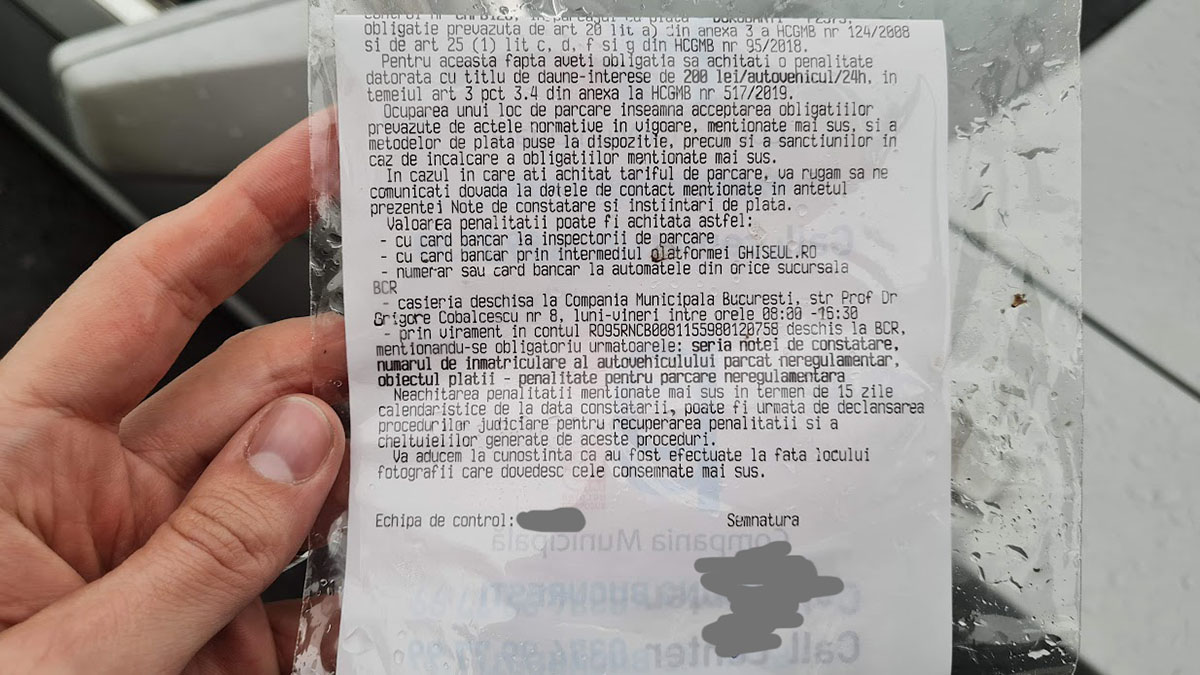 obligatie prevazuta de art 20 lit a) din anexa 3 a HCGMB nr 124/2008
si de art 25 (1) lit c, d, f si g din HCGMB nr 95/2018.
Pentru aceasta fapta aveti obligatia sa achitati o penalitate
datorata cu titlu de daune-interese de 200 lei/autovehicul/24h, in
temeiul art 3 pct 3.4 din anexa la HCGMB nr 517/2019.
Ocuparea unui loc de parcare inseamna acceptarea obligatiilor
prevazute de actele normative in vigoare, mentionate mai sus, si a
metodelor de plata puse la dispozitie, precum si a sanctiunilor in
caz de incalcare a obligatiilor mentionate mai sus.
In cazul in care ati achitat tariful de parcare, va rugam sa ne
comunicati dovada la datele de contact mentionate in antetul
prezentei Note de constatare si instiintari de plata.
Valoarea penalitatii poate fi achitata astfel:
- cu card bancar la inspectorii de parcare
- cu card bancar prin intermediul platformei GHISEUL.RO
- numerar sau card bancar la automatele din orice sucursala
BCR
- casieria deschisa la Compania Municipala Bucuresti, str Prof Dr
Grigore Cobalcescu nr 8, luni-vineri intre orele 08:00 -16:30
- prin virament in contul RO95RNCB0081155980120758 deschis la BCR,
mentionandu-se obligatoriu urmatoarele: seria notei de constatare,
numarul de inmatriculare al autovehiculului parcat neregulamentar,
obiectul platii - penalitate pentru parcare neregulamentara
Neachitarea penalitatii mentionate mai sus in termen de 15 zile
calendaristice de la data constatarii, poate fi urmata de declansarea
procedurilor judiciare pentru recuperarea penalitatii si a
cheltuielilor generate de aceste proceduri.
Va aducem la cunostinta ca au fost efectuate la fata locului
fotografii care dovedesc cele consemnate mai sus.
Echipa de control:
Semnatura
Compania Municipală
BUCUREȘTI
Call center